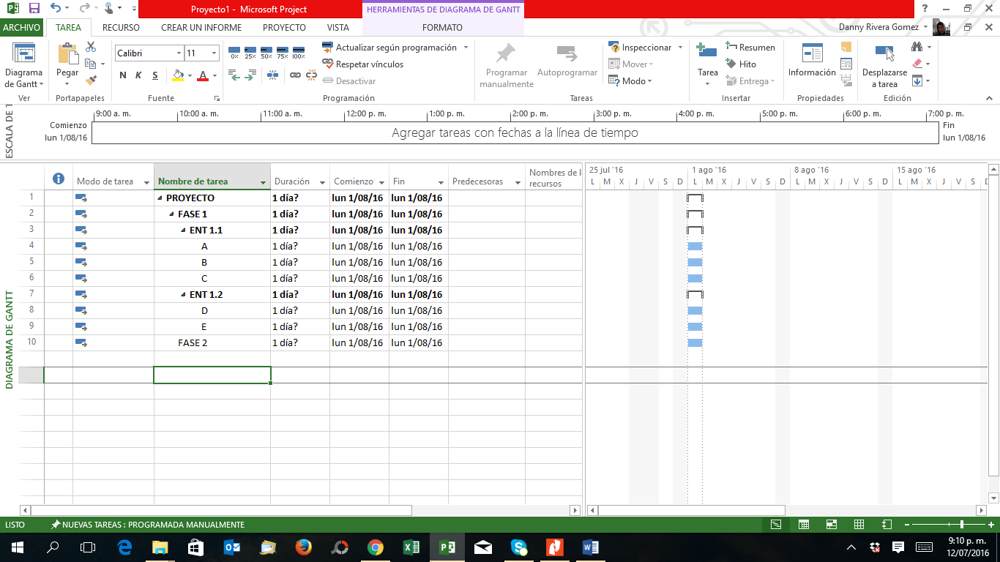 Proyecto1 - Microsoft Project
HERRAMIENTAS DE DIAGRAMA DE GANTT
ARCHIVO TAREA RECURSO CREAR UN INFORME PROYECTO VISTA FORMATO Danny Rivera Gomez
Diagrama de Gantt
Ver
Pegar
Portapapeles
Calibri 11
N K S
Fuente
0% 25% 50% 75% 100%
Actualizar según programación
Respetar vínculos
Desactivar
Programación
Programar manualmente
Autoprogramar
Inspeccionar
Mover
Modo
Tareas
Tarea
Resumen
Hito
Entrega
Insertar
Información
Propiedades
Desplazarse a tarea
Edición
ESCALA DE T
9:00 a. m. 10:00 a. m. 11:00 a. m. 12:00 p. m. 1:00 p. m. 2:00 p. m. 3:00 p. m. 4:00 p. m. 5:00 p. m. 6:00 p. m. 7:00 p. m.
Comienzo
lun 1/08/16
Agregar tareas con fechas a la línea de tiempo
Fin
lun 1/08/16
DIAGRAMA DE GANTT
Modo de tarea Nombre de tarea Duración Comienzo Fin Predecesoras Nombres de l recursos
25 jul '16 1 ago '16 8 ago '16 15 ago '16
L M X J V S D L M X J V S D L M X J V S D L M X J V S D
1 PROYECTO 1 día? lun 1/08/16 lun 1/08/16
2 FASE 1 1 día? lun 1/08/16 lun 1/08/16
3 ENT 1.1 1 día? lun 1/08/16 lun 1/08/16
4 A 1 día? lun 1/08/16 lun 1/08/16
5 B 1 día? lun 1/08/16 lun 1/08/16
6 C 1 día? lun 1/08/16 lun 1/08/16
7 ENT 1.2 1 día? lun 1/08/16 lun 1/08/16
8 D 1 día? lun 1/08/16 lun 1/08/16
9 E 1 día? lun 1/08/16 lun 1/08/16
10 FASE 2 1 día? lun 1/08/16 lun 1/08/16
LISTO NUEVAS TAREAS : PROGRAMADA MANUALMENTE
9:10 p. m.
12/07/2016